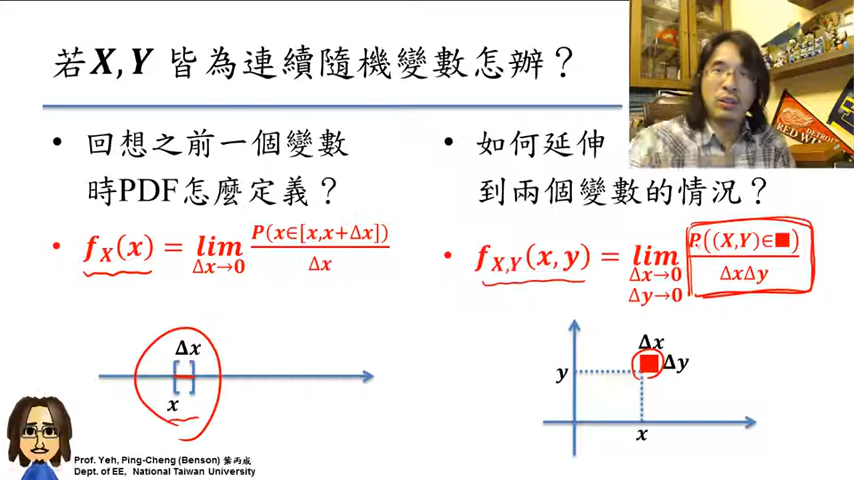 若X,Y 皆為連續隨機變數怎辦？
• 回想之前一個變數
時PDF怎麼定義？
• f_X(x) = lim_{Δx→0} P(x∈[x,x+Δx]) / Δx
Δx
x
• 如何延伸
到兩個變數的情況？
• f_{X,Y}(x,y) = lim_{Δx→0 Δy→0} P((X,Y)∈■) / ΔxΔy
Δx
Δy
y
x
DETROIT
RED WI
Prof. Yeh, Ping-Cheng (Benson) 葉丙成
Dept. of EE, National Taiwan University